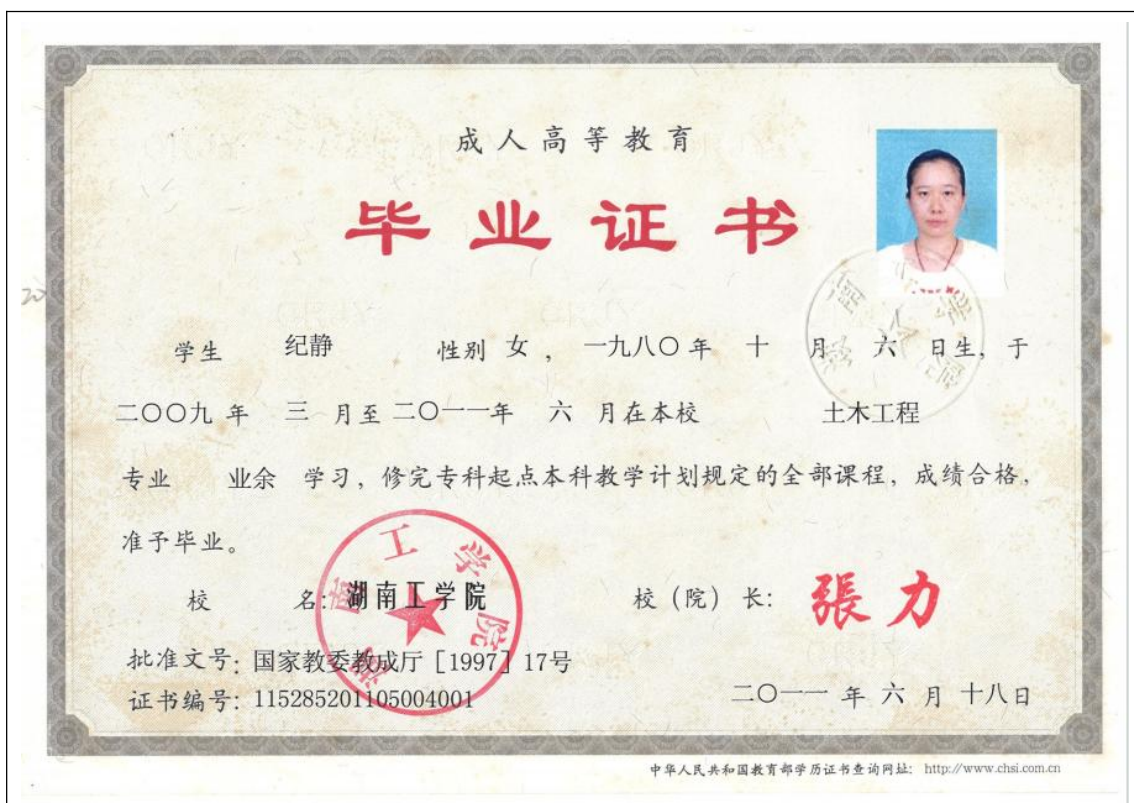 成人高等教育
毕业证书
学生 纪静 性别 女 ，一九八〇年 十 月 六 日生，于
二〇〇九 年 三 月至 二〇一一年 六 月在本校 土木工程
专业 业余 学习，修完专科起点本科教学计划规定的全部课程，成绩合格，
准予毕业。
校 名：湖南工学院
湖南工学院
校（院）长：張力
批准文号：国家教委教成厅［1997］17号
证书编号：115285201105004001
二〇一一 年 六 月 十八日
中华人民共和国教育部学历证书查询网址：http://www.chsi.com.cn